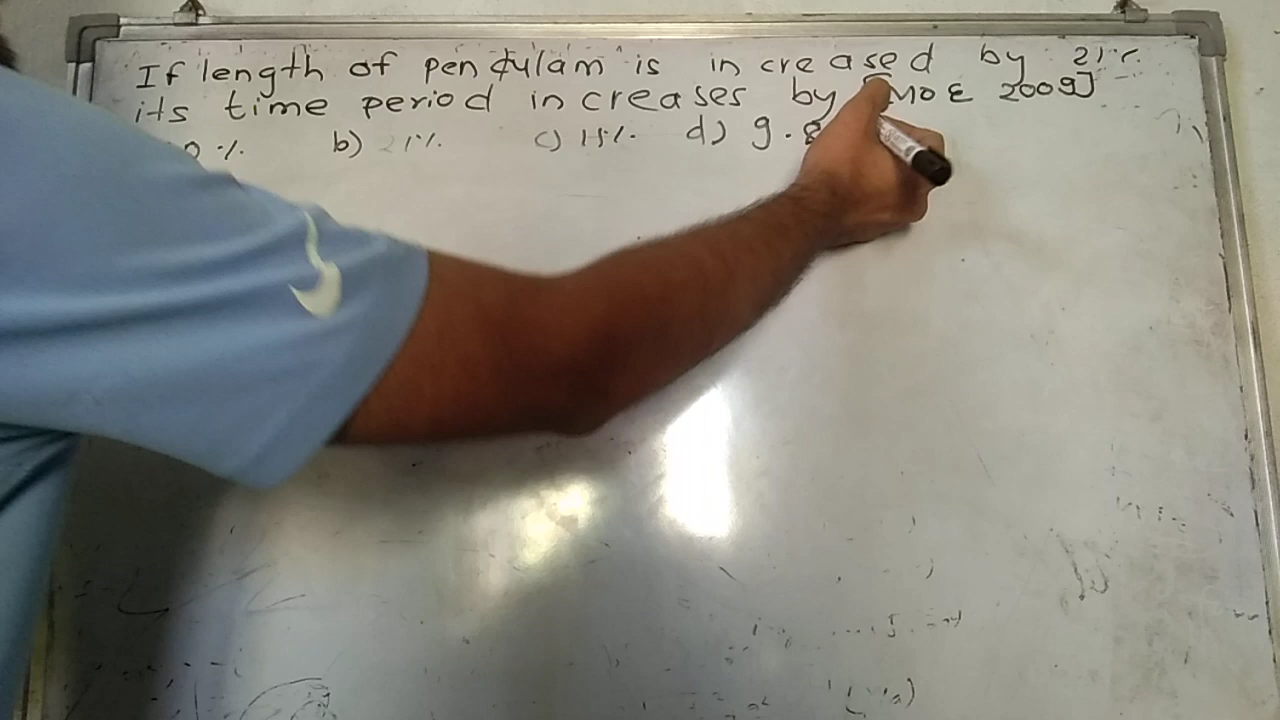 If length of pendulam is increased by 21%
its time period increases by [MOE 2009]
b) 21% c) 15% d) 9.8